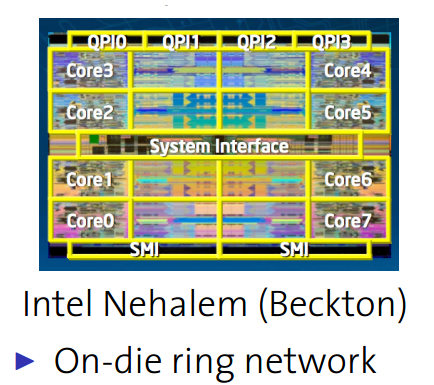 QPI0 QPI1 QPI2 QPI3
Core3 Core4
Core2 Core5
System Interface
Core1 Core6
Core0 Core7
SMI SMI
Intel Nehalem (Beckton)
► On-die ring network